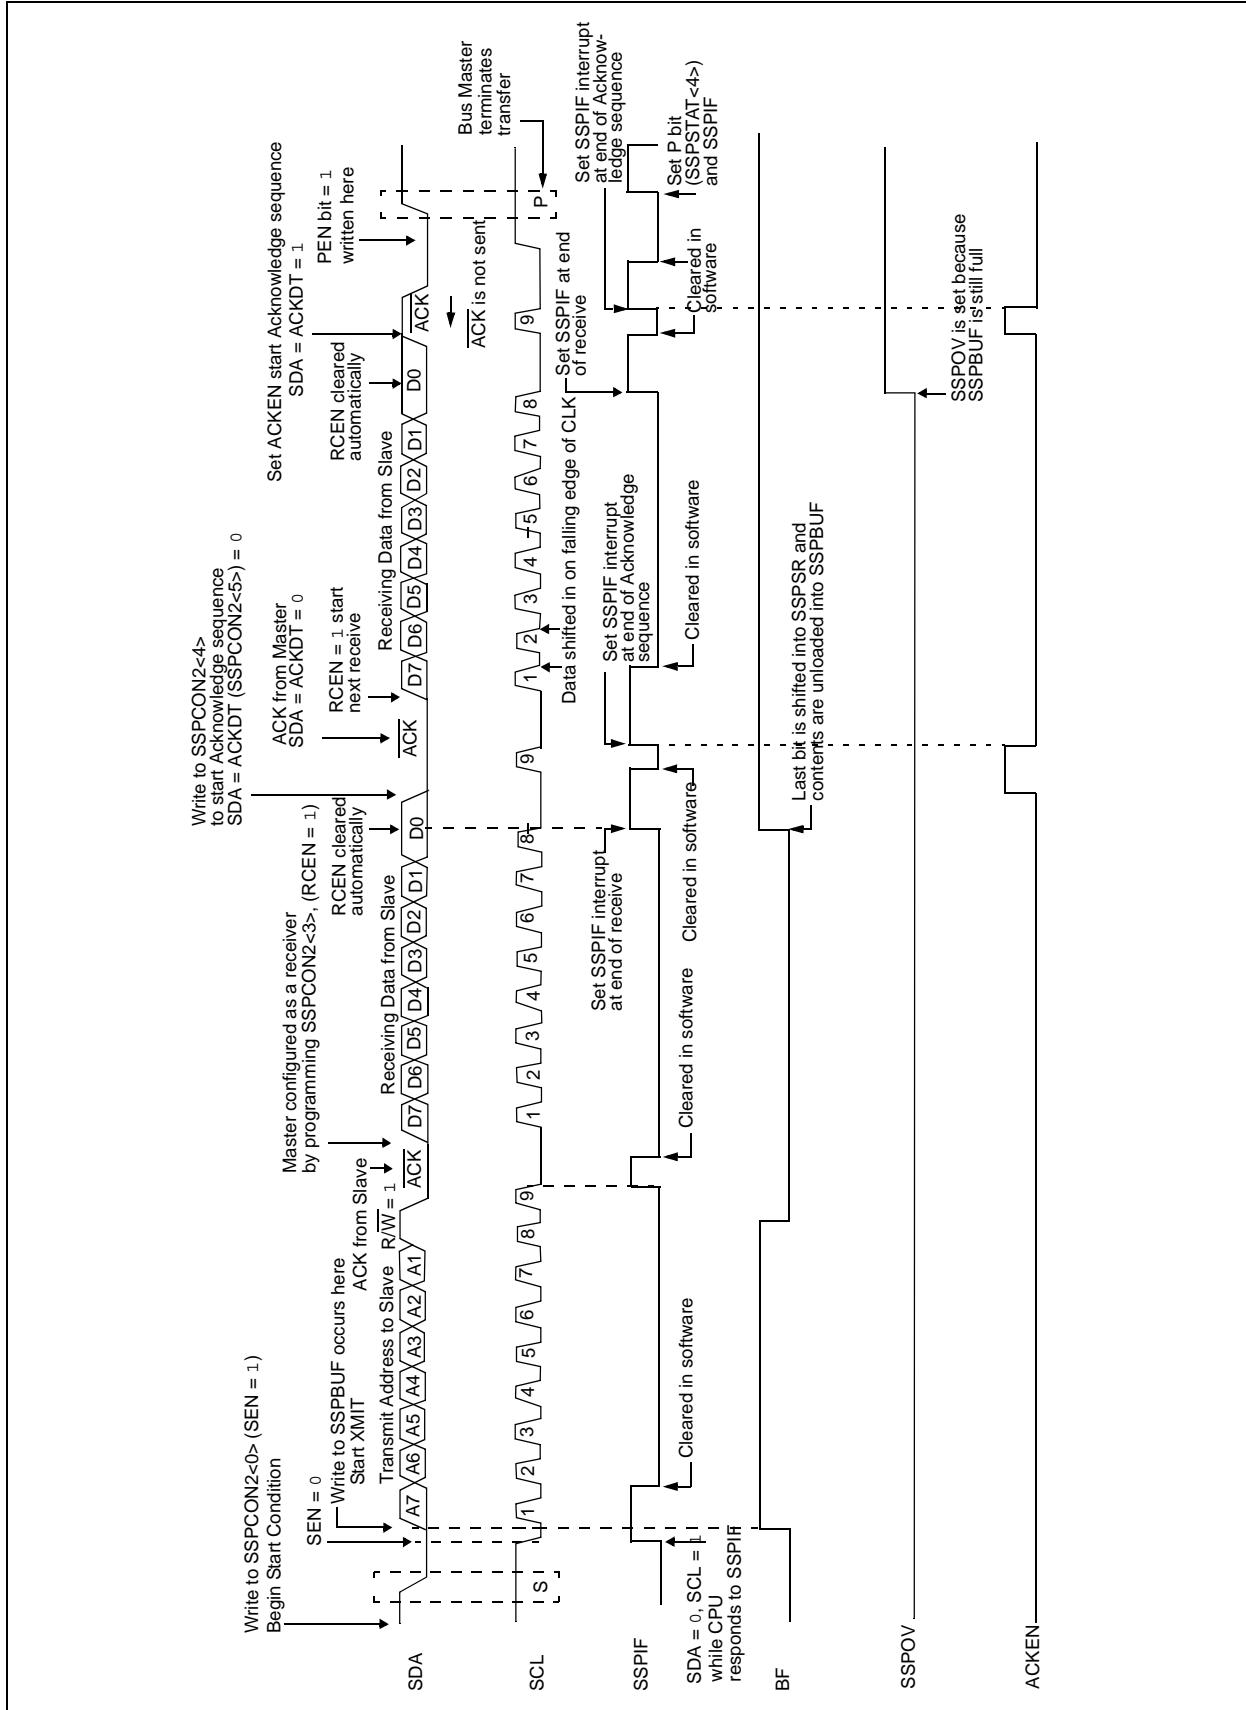 Write to SSPCON2<0> (SEN = 1)
Begin Start Condition
SEN = 0
Write to SSPBUF occurs here
Start XMIT
ACK from Slave
Master configured as a receiver
by programming SSPCON2<3>, (RCEN = 1)
RCEN cleared
automatically
Write to SSPCON2<4>
to start Acknowledge sequence
SDA = ACKDT (SSPCON2<5>) = 0
ACK from Master
SDA = ACKDT = 0
RCEN = 1 start
next receive
RCEN cleared
automatically
Set ACKEN start Acknowledge sequence
SDA = ACKDT = 1
PEN bit = 1
written here
Transmit Address to Slave
R/W = 1
Receiving Data from Slave
Receiving Data from Slave
SDA
A7 A6 A5 A4 A3 A2 A1
ACK
D7 D6 D5 D4 D3 D2 D1 D0
ACK
D7 D6 D5 D4 D3 D2 D1 D0
ACK
ACK is not sent
Bus Master
terminates
transfer
SCL
S
1 2 3 4 5 6 7 8 9
1 2 3 4 5 6 7 8 9
1 2 3 4 5 6 7 8 9
P
Data shifted in on falling edge of CLK
Set SSPIF interrupt
at end of receive
Set SSPIF interrupt
at end of Acknowledge
sequence
Set SSPIF at end
of receive
Set SSPIF interrupt
at end of Acknow-
ledge sequence
SSPIF
SDA = 0, SCL = 1
while CPU
responds to SSPIF
Cleared in software
Cleared in software
Cleared in software
Cleared in software
Cleared in
software
Set P bit
(SSPSTAT<4>)
and SSPIF
BF
Last bit is shifted into SSPSR and
contents are unloaded into SSPBUF
SSPOV
SSPOV is set because
SSPBUF is still full
ACKEN